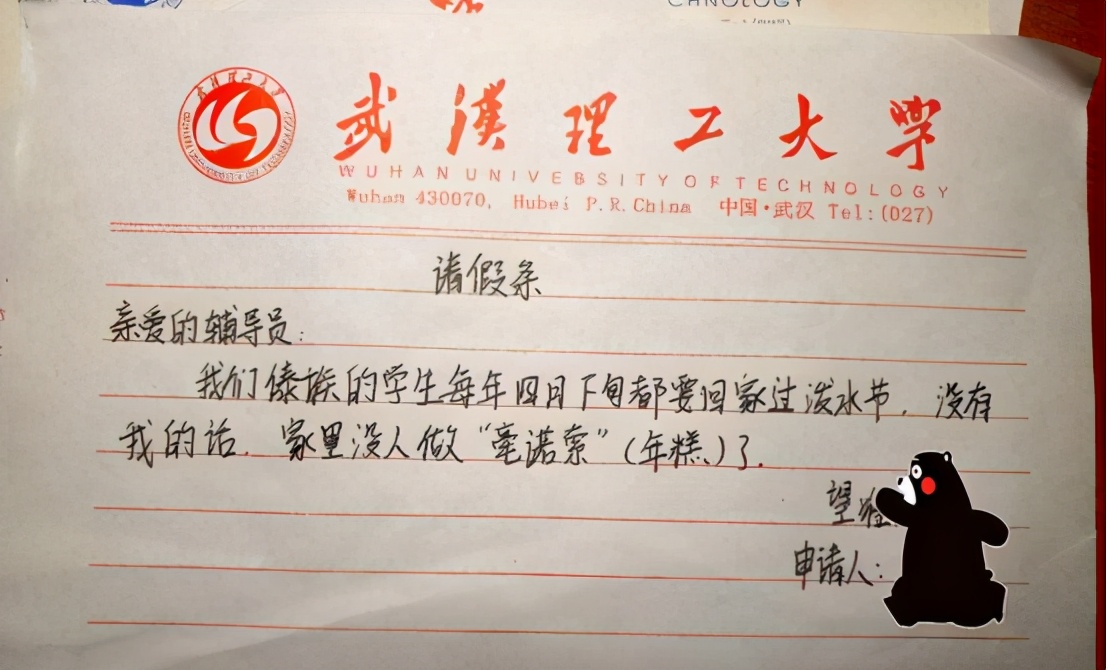 CHNOLOGY
武漢理工大学
WUHAN UNIVEBSITY OF TECHNOLOGY
Wuhan 430070, Hubei P.R.China 中国·武汉 Tel:(027)
请假条
亲爱的辅导员:
我们傣族的学生每年四月下旬都要回家过泼水节,没有
我的话,家里没人做“毫诺索”(年糕)了.
望
申请人: